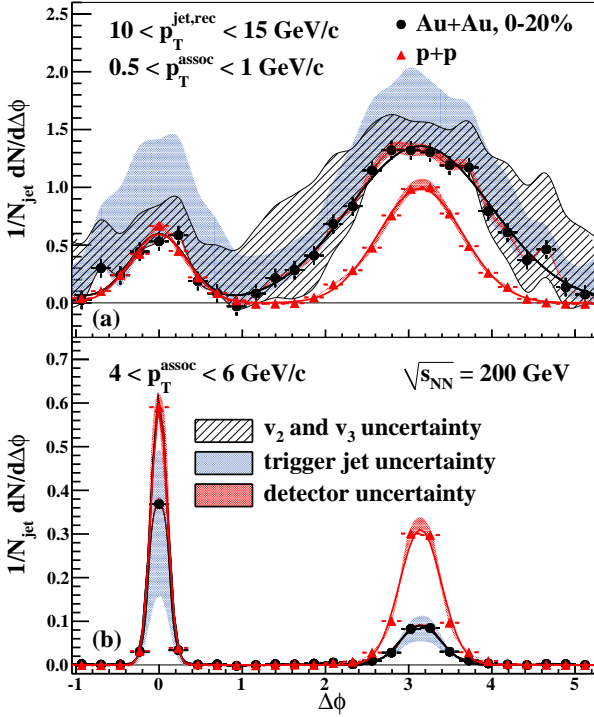 10 < p_T^jet,rec < 15 GeV/c
0.5 < p_T^assoc < 1 GeV/c
Au+Au, 0-20%
p+p
1/N_jet dN/dΔφ
2.5
2.0
1.5
1.0
0.5
0.0
(a)
4 < p_T^assoc < 6 GeV/c
√s_NN = 200 GeV
v_2 and v_3 uncertainty
trigger jet uncertainty
detector uncertainty
1/N_jet dN/dΔφ
0.7
0.6
0.5
0.4
0.3
0.2
0.1
0.0
(b)
-1 0 1 2 3 4 5
Δφ